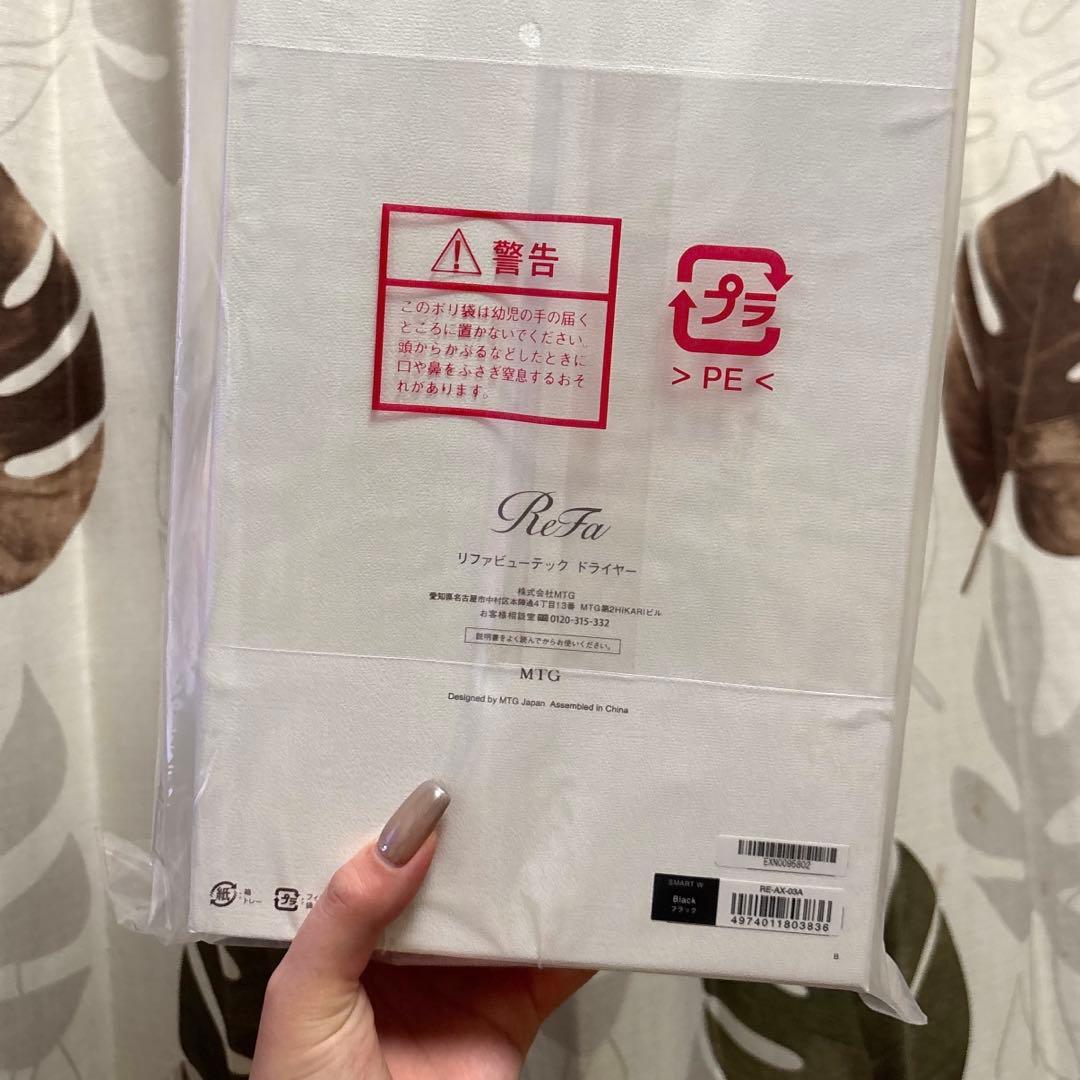 警告
このポリ袋は幼児の手の届く
ところに置かないでください。
頭からかぶるなどしたときに
口や鼻をふさぎ窒息するおそ
れがあります。
プラ
> PE <
ReFa
リファビューテック ドライヤー
株式会社MTG
愛知県名古屋市中村区本陣通4丁目13番 MTG第2HIKARIビル
お客様相談室 0120-315-332
説明書をよく読んでからお使いください。
MTG
Designed by MTG Japan Assembled in China
EXN0095802
SMART W
Black
ブラック
RE-AX-03A
4974011803836
紙
箱
トレー
プラ
B